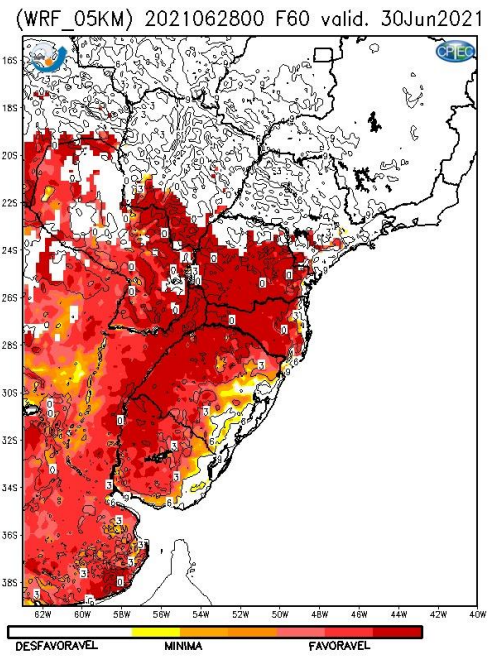 (WRF_05KM) 2021062800 F60 valid. 30Jun2021
CPTEC
16S
18S
20S
22S
24S
26S
28S
30S
32S
34S
36S
38S
62W 60W 58W 56W 54W 52W 50W 48W 46W 44W 42W 40W
DESFAVORAVEL MINIMA FAVORAVEL